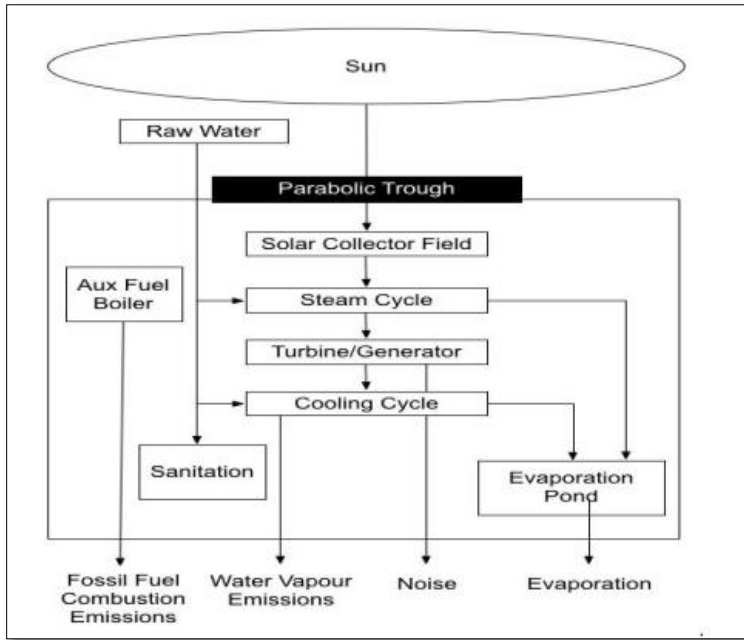 Sun
Raw Water
Parabolic Trough
Solar Collector Field
Aux Fuel
Boiler
Steam Cycle
Turbine/Generator
Cooling Cycle
Sanitation
Evaporation
Pond
Fossil Fuel
Combustion
Emissions
Water Vapour
Emissions
Noise
Evaporation